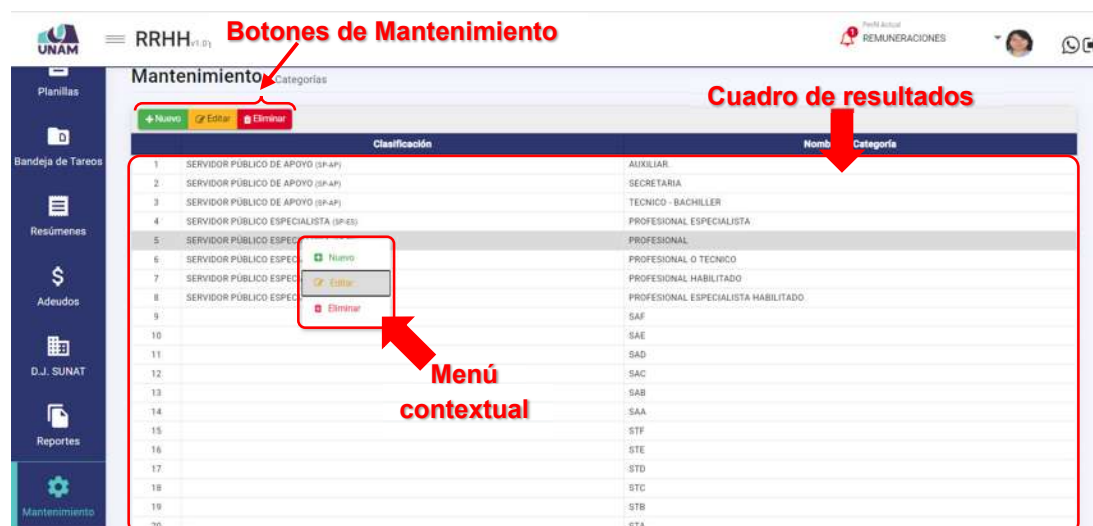 UNAM
RRHH v1.0)
Botones de Mantenimiento
Perfil Actual
REMUNERACIONES
Planillas
Mantenimiento Categorías
Cuadro de resultados
Nuevo Editar Eliminar
Clasificación Categoría
Bandeja de Tareos
1 SERVIDOR PÚBLICO DE APOYO (SP-AP) AUXILIAR.
2 SERVIDOR PÚBLICO DE APOYO (SP-AP) SECRETARIA
3 SERVIDOR PÚBLICO DE APOYO (SP-AP) TECNICO - BACHILLER
4 SERVIDOR PÚBLICO ESPECIALISTA (SP-ES) PROFESIONAL ESPECIALISTA
5 SERVIDOR PÚBLICO PROFESIONAL
6 SERVIDOR PÚBLICO PROFESIONAL O TECNICO
7 SERVIDOR PÚBLICO PROFESIONAL HABILITADO
8 SERVIDOR PÚBLICO PROFESIONAL ESPECIALISTA HABILITADO
Nuevo
Editar
Eliminar
Resúmenes
9 SAF
10 SAE
11 SAD
12 SAC
13 SAB
14 SAA
15 STF
16 STE
17 STD
18 STC
19 STB
20 STA
Menú
contextual
Adeudos
D.J. SUNAT
Reportes
Mantenimiento